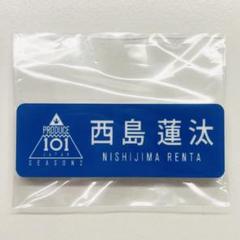 PRODUCE
101
JAPAN
SEASON2
西島 蓮汰
NISHIJIMA RENTA